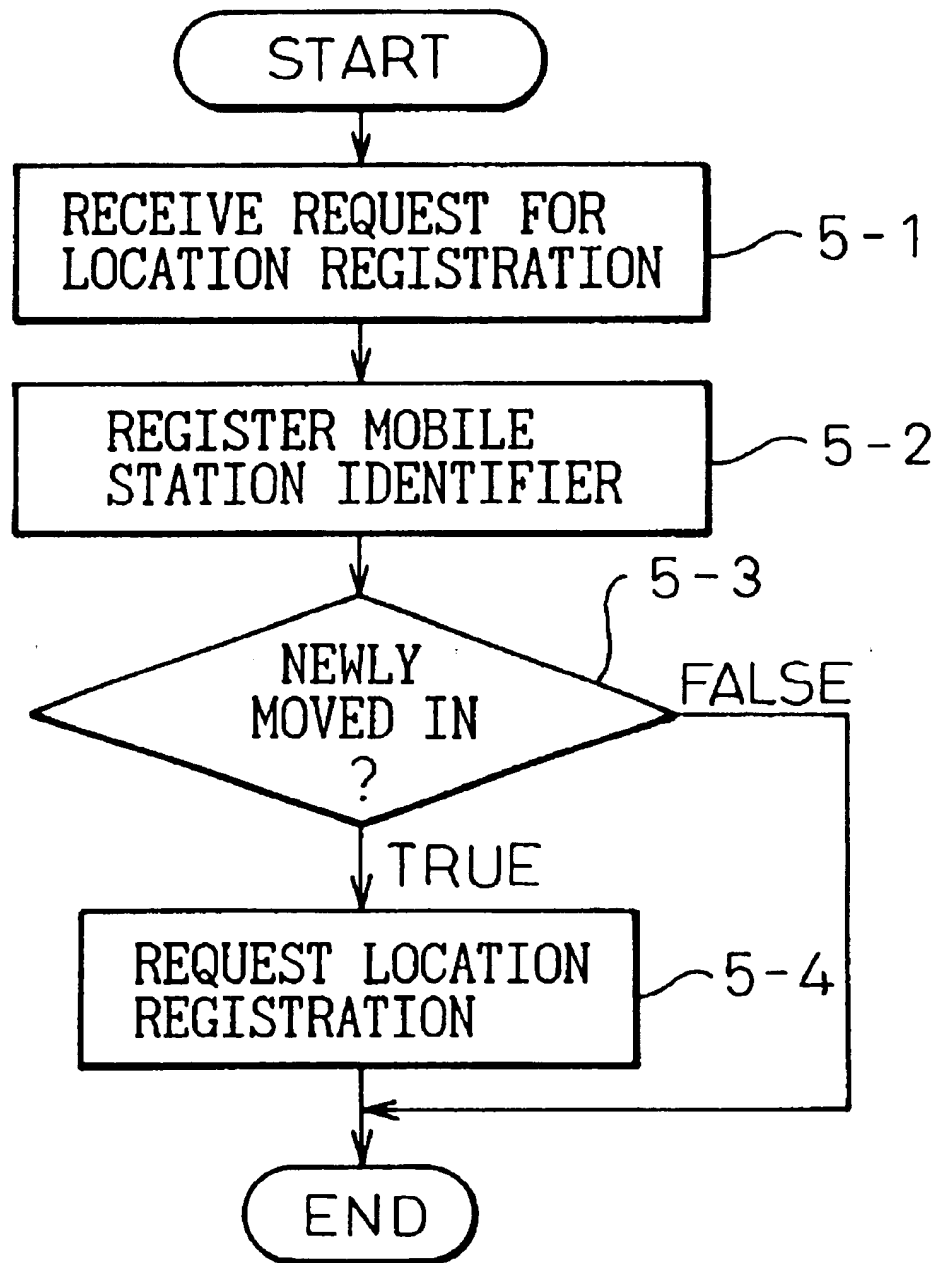 START
RECEIVE REQUEST FOR
LOCATION REGISTRATION
5-1
REGISTER MOBILE
STATION IDENTIFIER
5-2
5-3
NEWLY
MOVED IN
?
FALSE
TRUE
REQUEST LOCATION
REGISTRATION
5-4
END